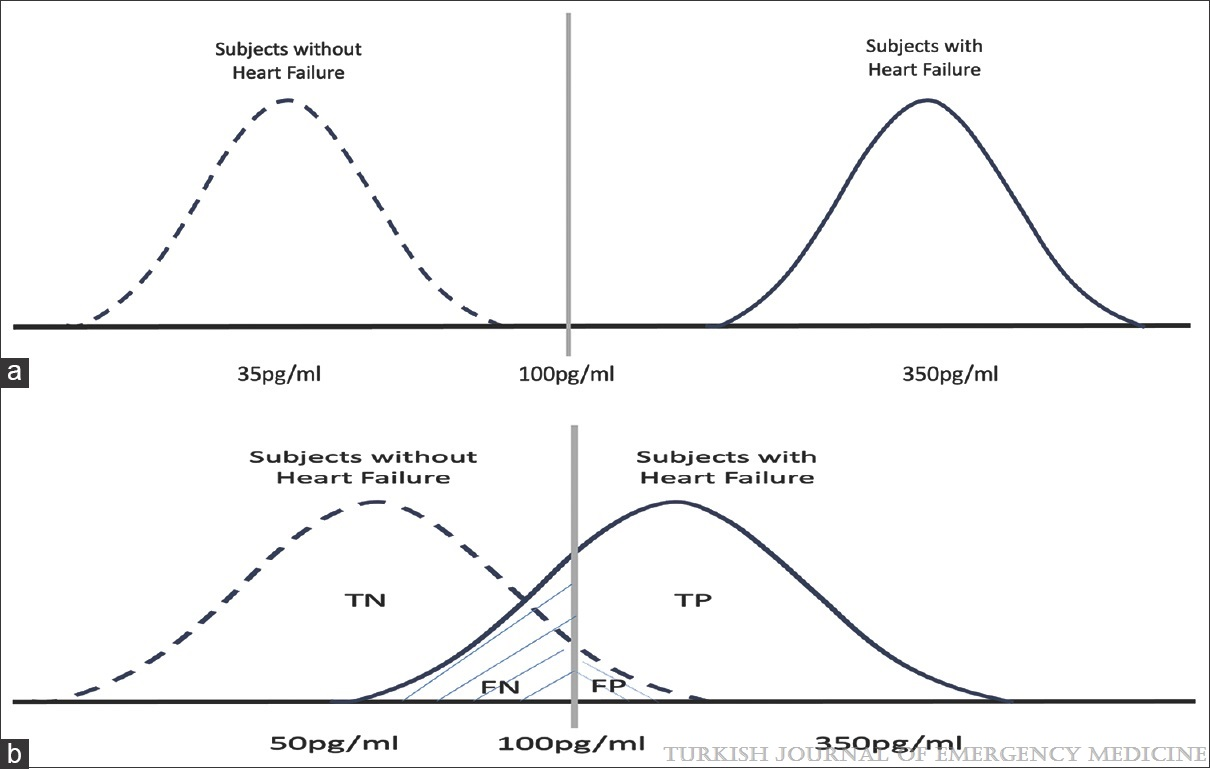 Subjects without
Heart Failure
Subjects with
Heart Failure
a
35pg/ml
100pg/ml
350pg/ml
Subjects without
Heart Failure
Subjects with
Heart Failure
TN
TP
FN
FP
b
50pg/ml
100pg/ml
350pg/ml
TURKISH JOURNAL OF EMERGENCY MEDICINE